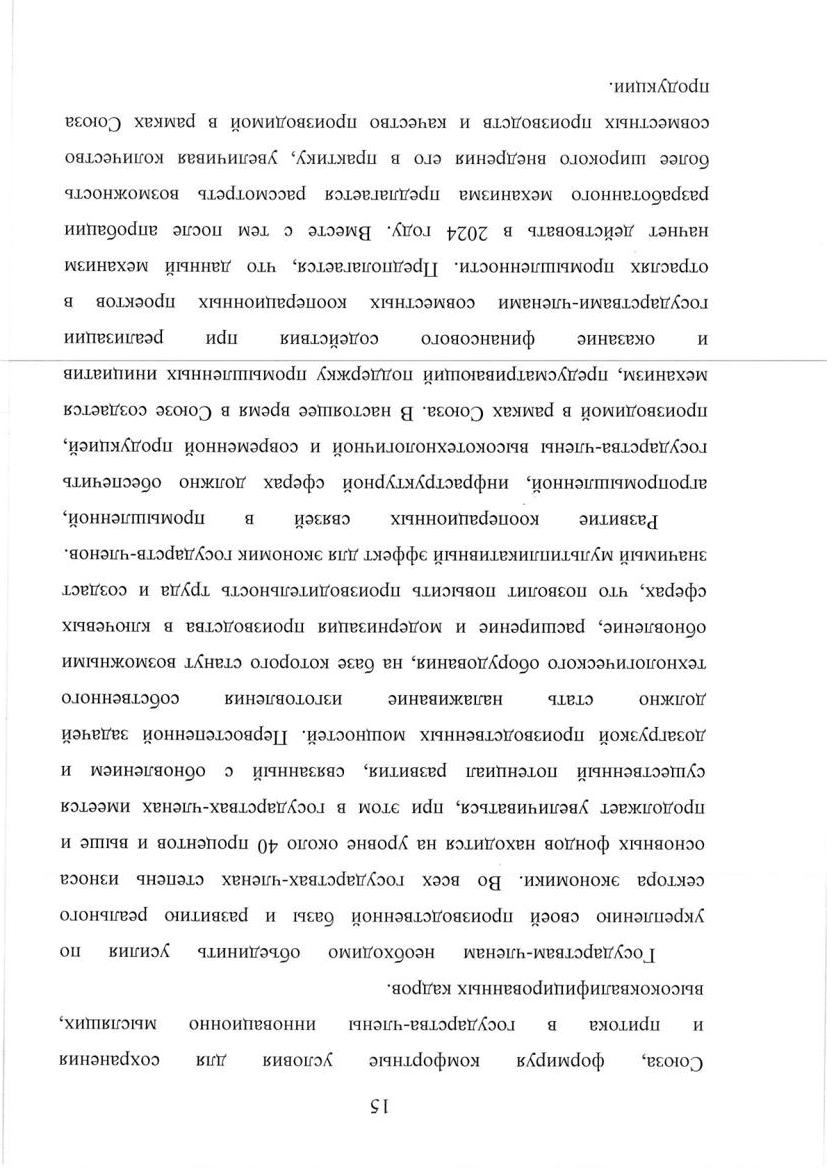 15
Союза, формируя комфортные условия для сохранения
и притока в государства-члены инновационно мыслящих,
высококвалифицированных кадров.
Государствам-членам необходимо объединить усилия по
укреплению своей производственной базы и развитию реального
сектора экономики. Во всех государствах-членах степень износа
основных фондов находится на уровне около 40 процентов и выше и
продолжает увеличиваться, при этом в государствах-членах имеется
существенный потенциал развития, связанный с обновлением и
дозагрузкой производственных мощностей. Первостепенной задачей
должно стать налаживание изготовления собственного
технологического оборудования, на базе которого станут возможными
обновление, расширение и модернизация производства в ключевых
сферах, что позволит повысить производительность труда и создаст
значимый мультипликативный эффект для экономик государств-членов.
Развитие кооперационных связей в промышленной,
агропромышленной, инфраструктурной сферах должно обеспечить
государства-члены высокотехнологичной и современной продукцией,
производимой в рамках Союза. В настоящее время в Союзе создается
механизм, предусматривающий поддержку промышленных инициатив
и оказание финансового содействия при реализации
государствами-членами совместных кооперационных проектов в
отраслях промышленности. Предполагается, что данный механизм
начнет действовать в 2024 году. Вместе с тем после апробации
разработанного механизма предлагается рассмотреть возможность
более широкого внедрения его в практику, увеличивая количество
совместных производств и качество производимой в рамках Союза
продукции.